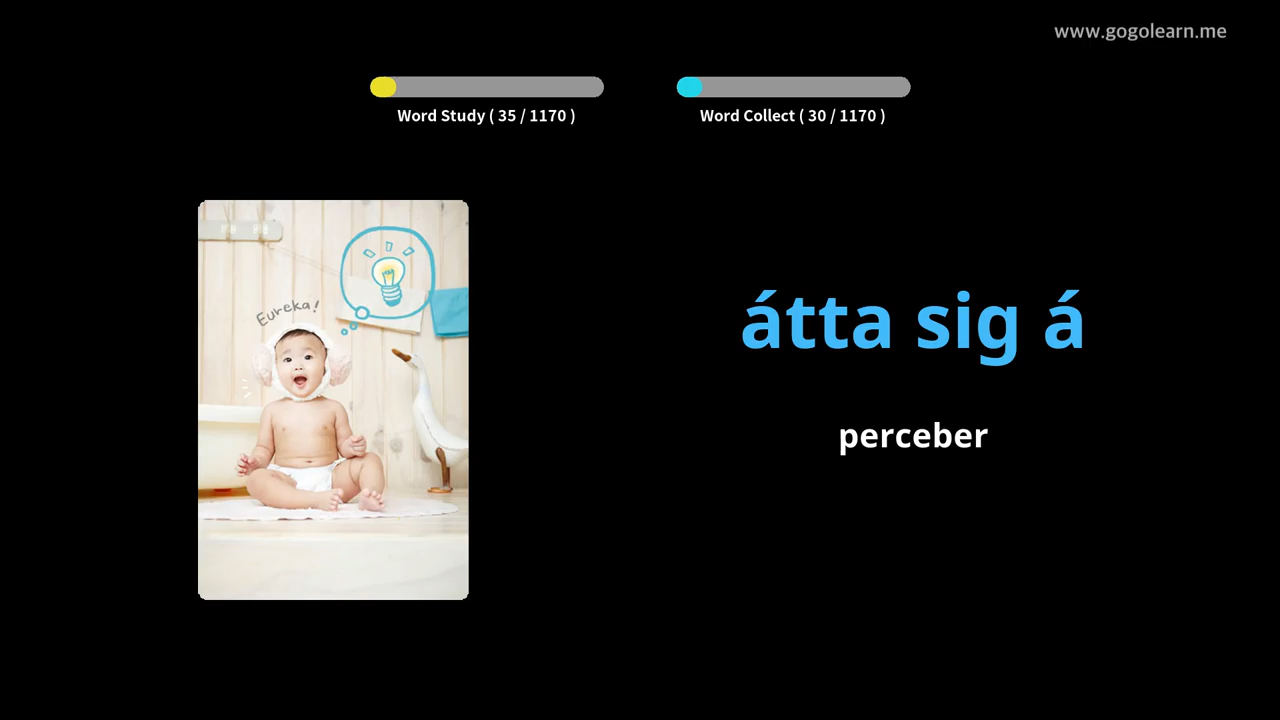 www.gogolearn.me
Word Study ( 35 / 1170 )
Word Collect ( 30 / 1170 )
Eureka!
átta sig á
perceber